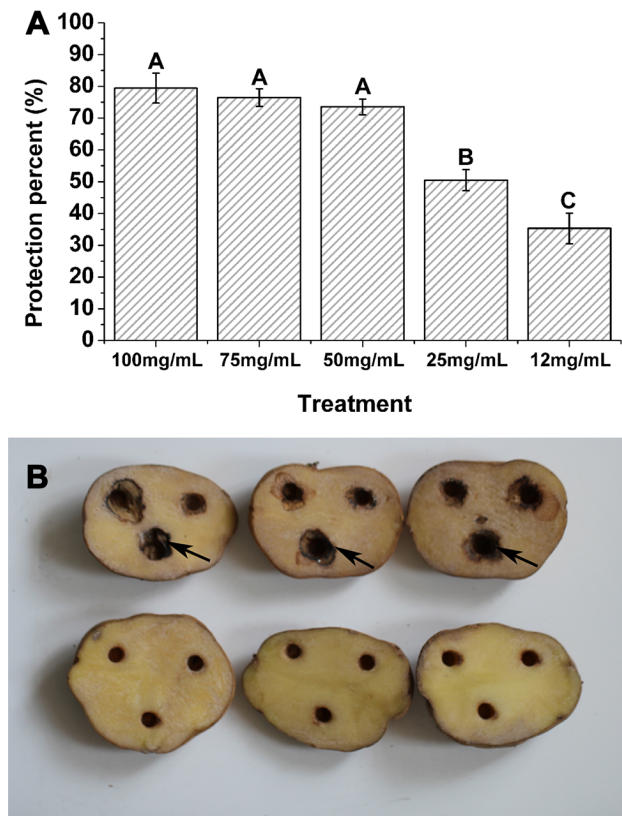 A
Protection percent (%)
100
90
80
70
60
50
40
30
20
10
0
A
A
A
B
C
100mg/mL 75mg/mL 50mg/mL 25mg/mL 12mg/mL
Treatment
B